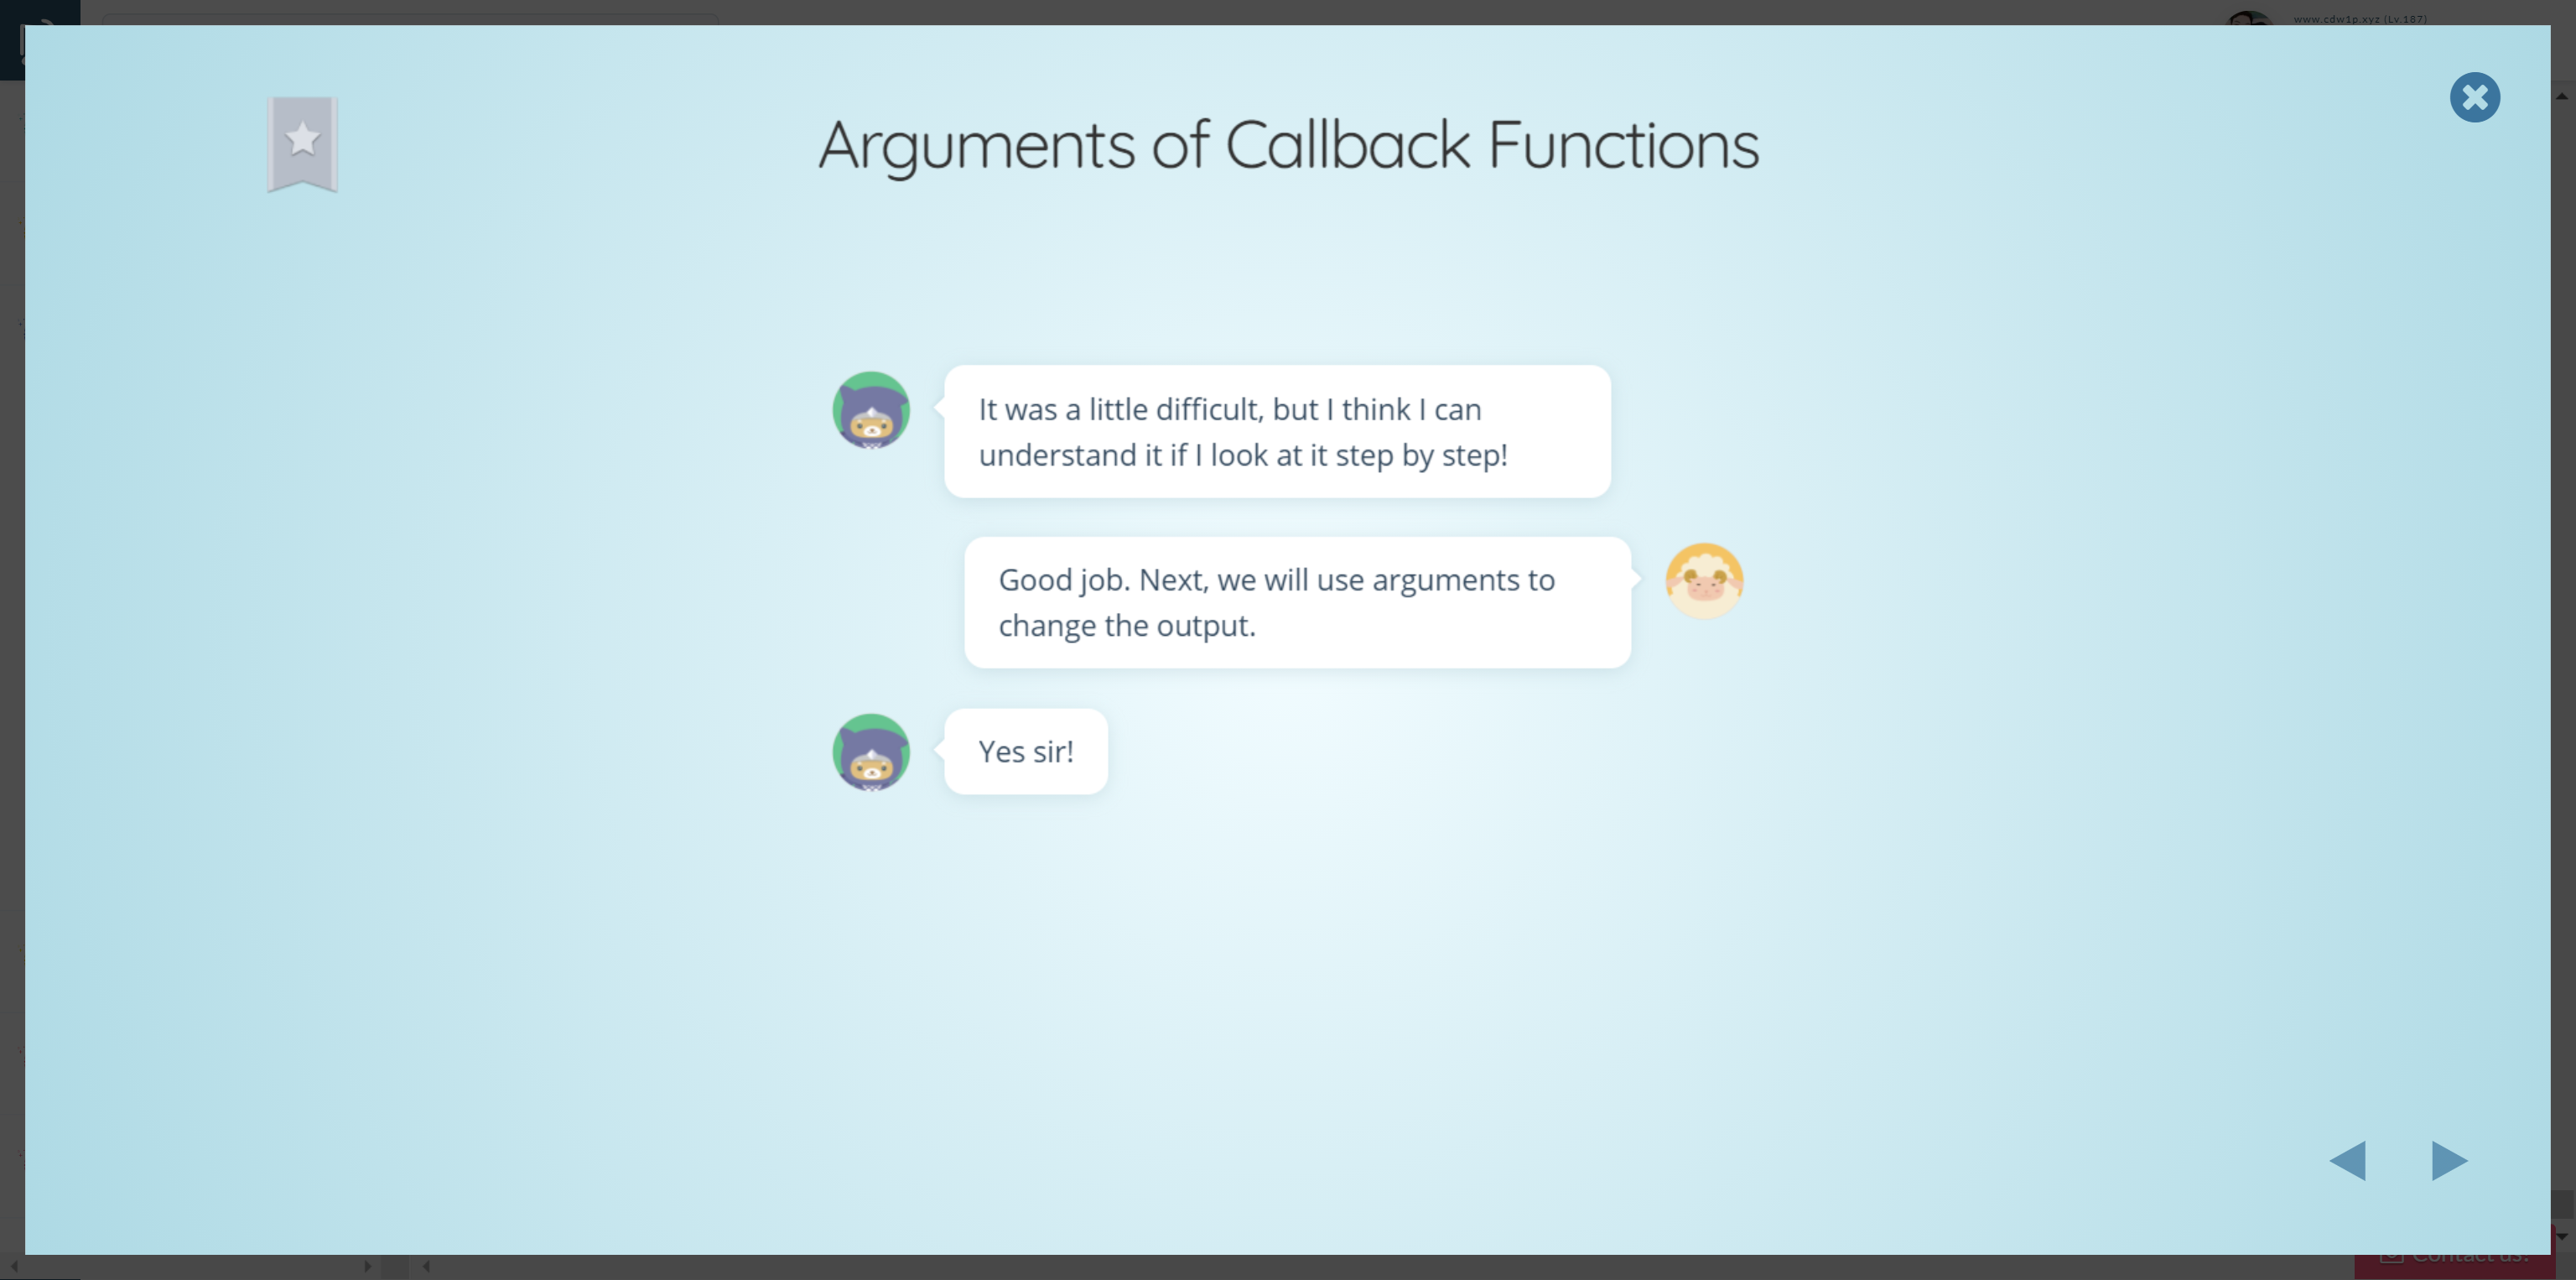 www.cdw1p.xyz (Lv.187)
Arguments of Callback Functions
It was a little difficult, but I think I can
understand it if I look at it step by step!
Good job. Next, we will use arguments to
change the output.
Yes sir!
Contact us!